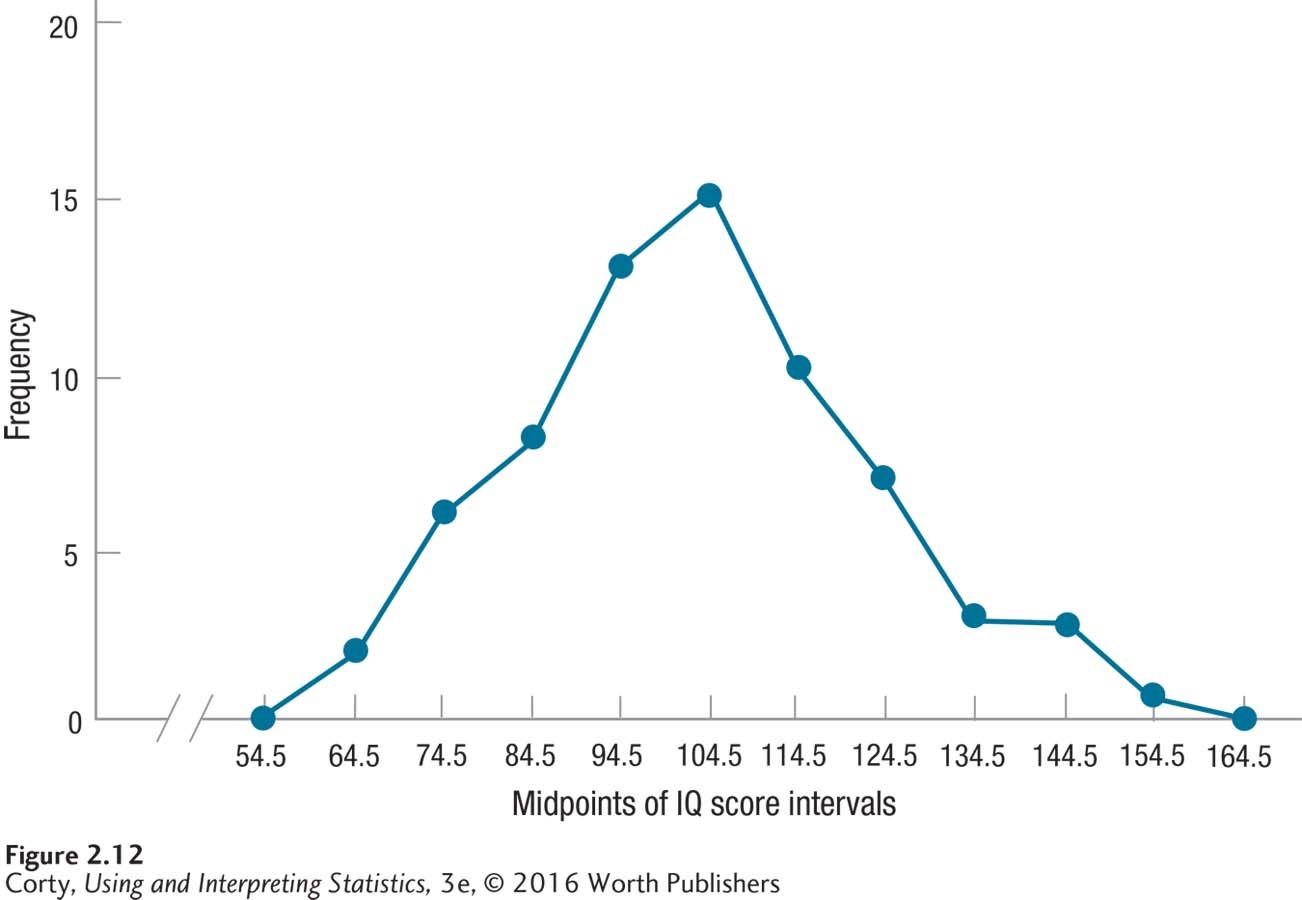 20
15
10
5
0
Frequency
54.5 64.5 74.5 84.5 94.5 104.5 114.5 124.5 134.5 144.5 154.5 164.5
Midpoints of IQ score intervals
Figure 2.12
Corty, Using and Interpreting Statistics, 3e, © 2016 Worth Publishers